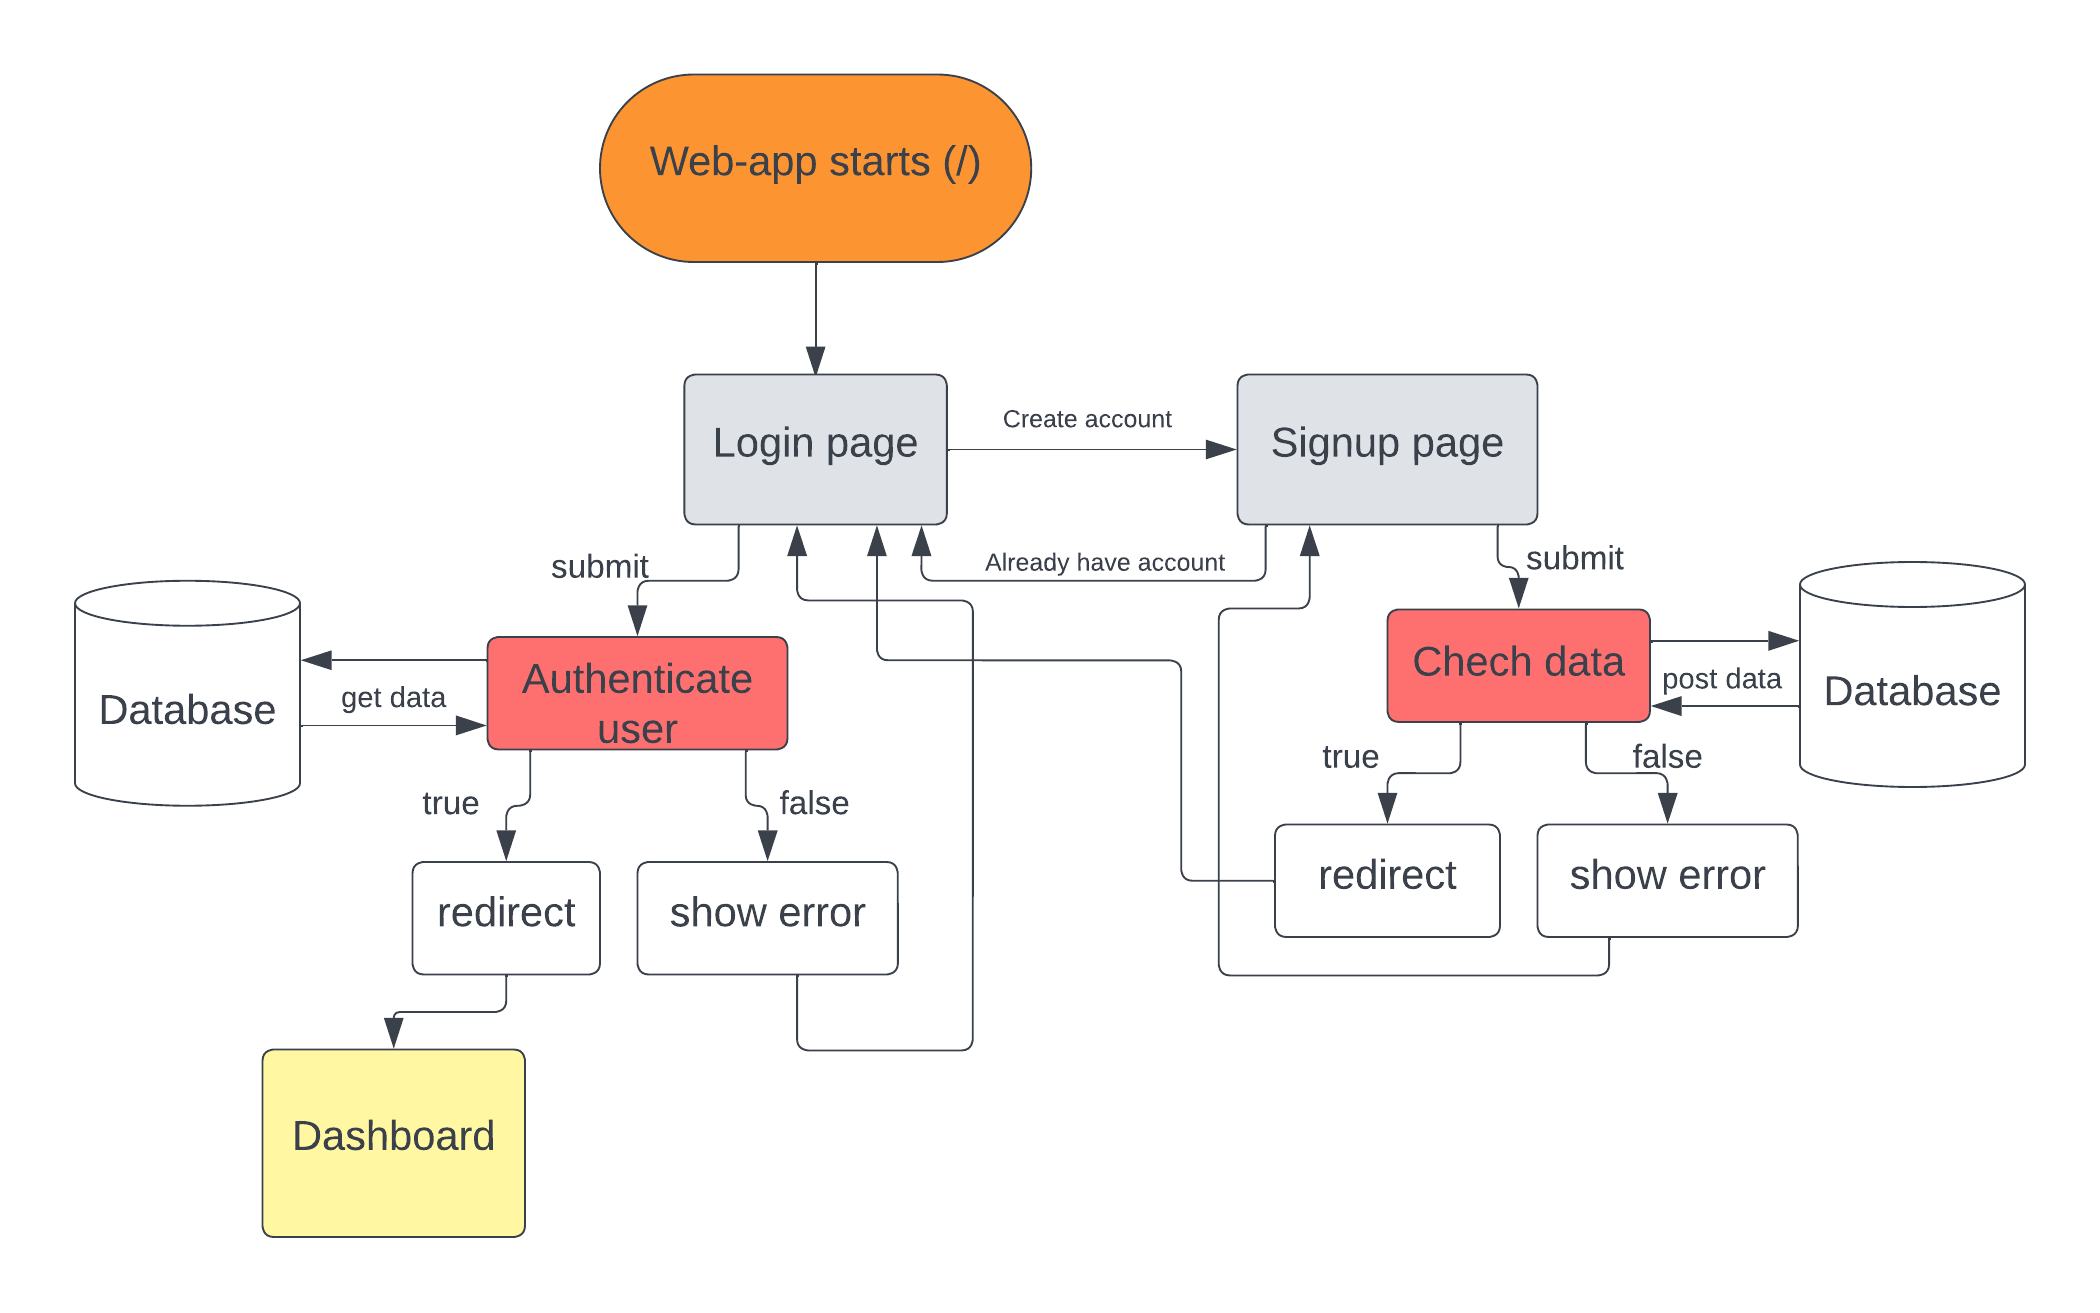 Web-app starts (/)
Login page
Create account
Signup page
submit
Already have account
submit
Database
get data
Authenticate
user
Chech data
post data
Database
true
false
true
false
redirect
show error
redirect
show error
Dashboard